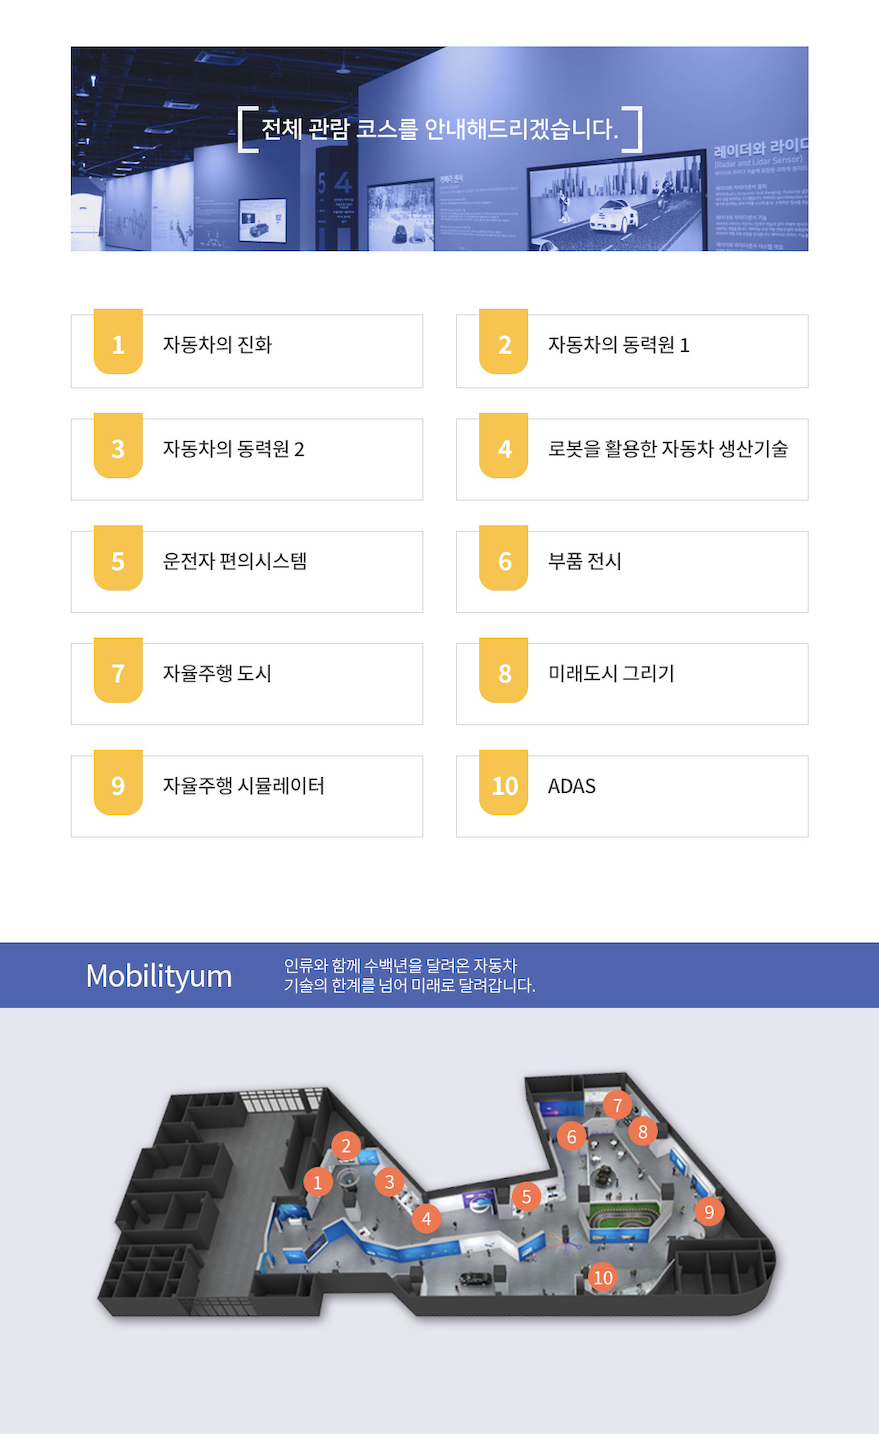 전체 관람 코스를 안내해드리겠습니다.
레이더와 라이다
(Radar and Lidar Sensor)
5
4
카메라 센서
1 자동차의 진화
2 자동차의 동력원 1
3 자동차의 동력원 2
4 로봇을 활용한 자동차 생산기술
5 운전자 편의시스템
6 부품 전시
7 자율주행 도시
8 미래도시 그리기
9 자율주행 시뮬레이터
10 ADAS
Mobilityum
인류와 함께 수백년을 달려온 자동차
기술의 한계를 넘어 미래로 달려갑니다.
7
6
8
2
1
3
5
4
9
10